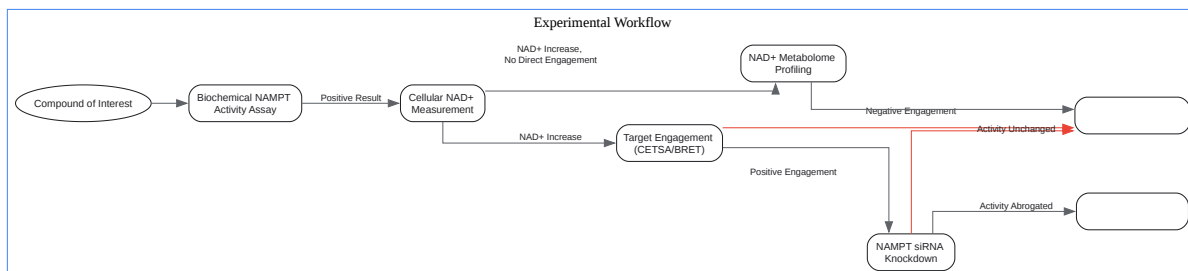 Experimental Workflow
NAD+ Increase,
No Direct Engagement
NAD+ Metabolome
Profiling
Compound of Interest
Biochemical NAMPT
Activity Assay
Positive Result
Cellular NAD+
Measurement
Negative Engagement
NAD+ Increase
Target Engagement
(CETSA/BRET)
Activity Unchanged
Positive Engagement
Activity Abrogated
NAMPT siRNA
Knockdown